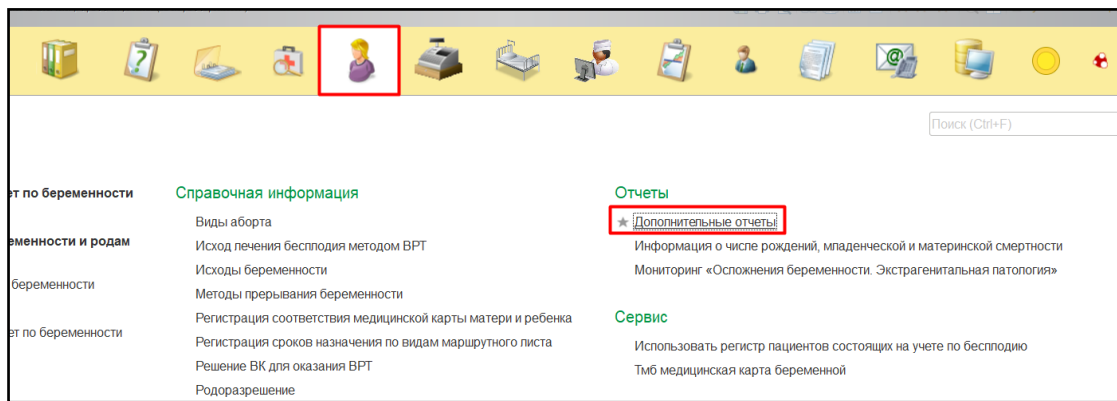 Поиск (Ctrl+F)
ет по беременности
еменности и родам
беременности
ет по беременности
Справочная информация
Виды аборта
Исход лечения бесплодия методом ВРТ
Исходы беременности
Методы прерывания беременности
Регистрация соответствия медицинской карты матери и ребенка
Регистрация сроков назначения по видам маршрутного листа
Решение ВК для оказания ВРТ
Родоразрешение
Отчеты
Дополнительные отчеты
Информация о числе рождений, младенческой и материнской смертности
Мониторинг «Осложнения беременности. Экстрагенитальная патология»
Сервис
Использовать регистр пациентов состоящих на учете по бесплодию
Тмб медицинская карта беременной